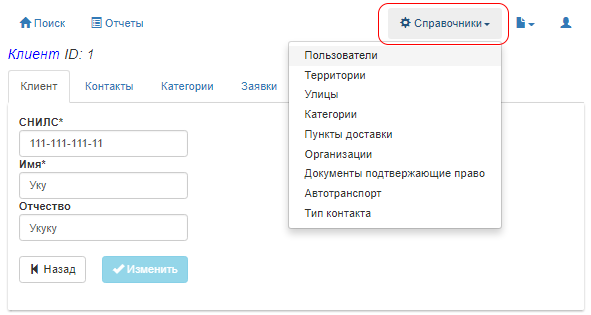 Поиск Отчеты Справочники
Клиент ID: 1
Клиент Контакты Категории Заявки
Пользователи
Территории
Улицы
Категории
Пункты доставки
Организации
Документы подтвержающие право
Автотранспорт
Тип контакта
СНИЛС*
111-111-111-11
Имя*
Уку
Отчество
Укуку
Назад Изменить